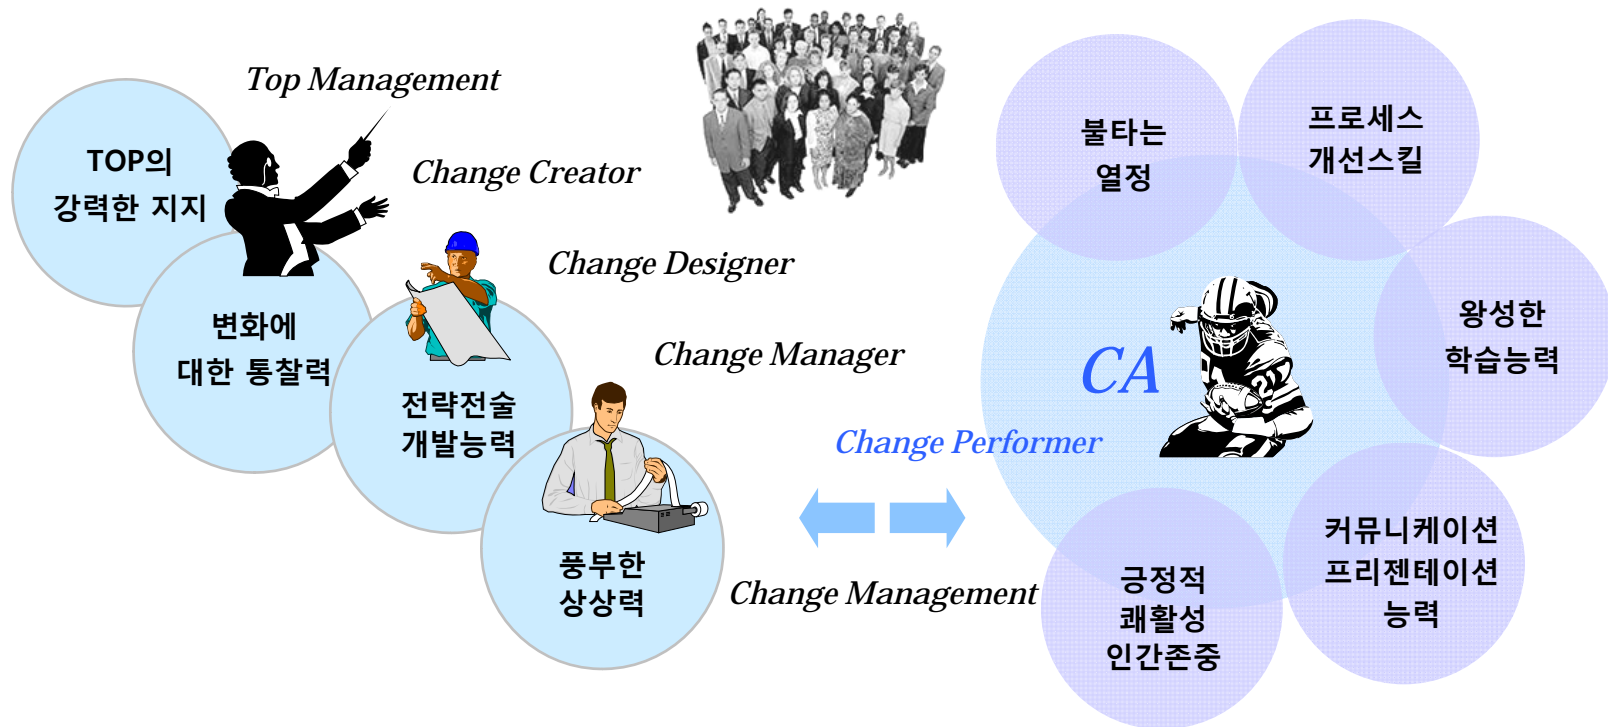 Top Management
TOP의
강력한 지지
Change Creator
변화에
대한 통찰력
Change Designer
전략전술
개발능력
Change Manager
풍부한
상상력
Change Performer
Change Management
CA
불타는
열정
프로세스
개선스킬
왕성한
학습능력
커뮤니케이션
프리젠테이션
능력
긍정적
쾌활성
인간존중